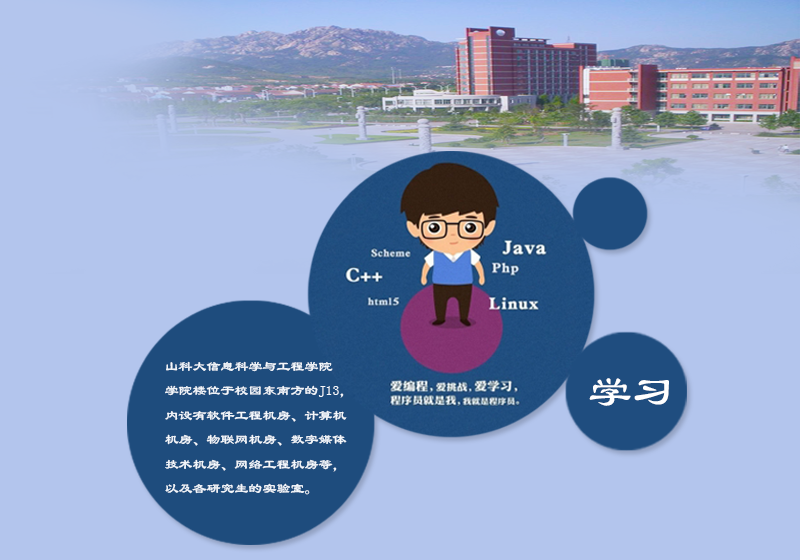 Scheme
Java
C++
Php
html5
Linux
爱编程，爱挑战，爱学习，
程序员就是我，我就是程序员。
学习
山科大信息科学与工程学院
学院楼位于校园东南方的J13，
内设有软件工程机房、计算机
机房、物联网机房、数字媒体
技术机房、网络工程机房等，
以及各研究生的实验室。